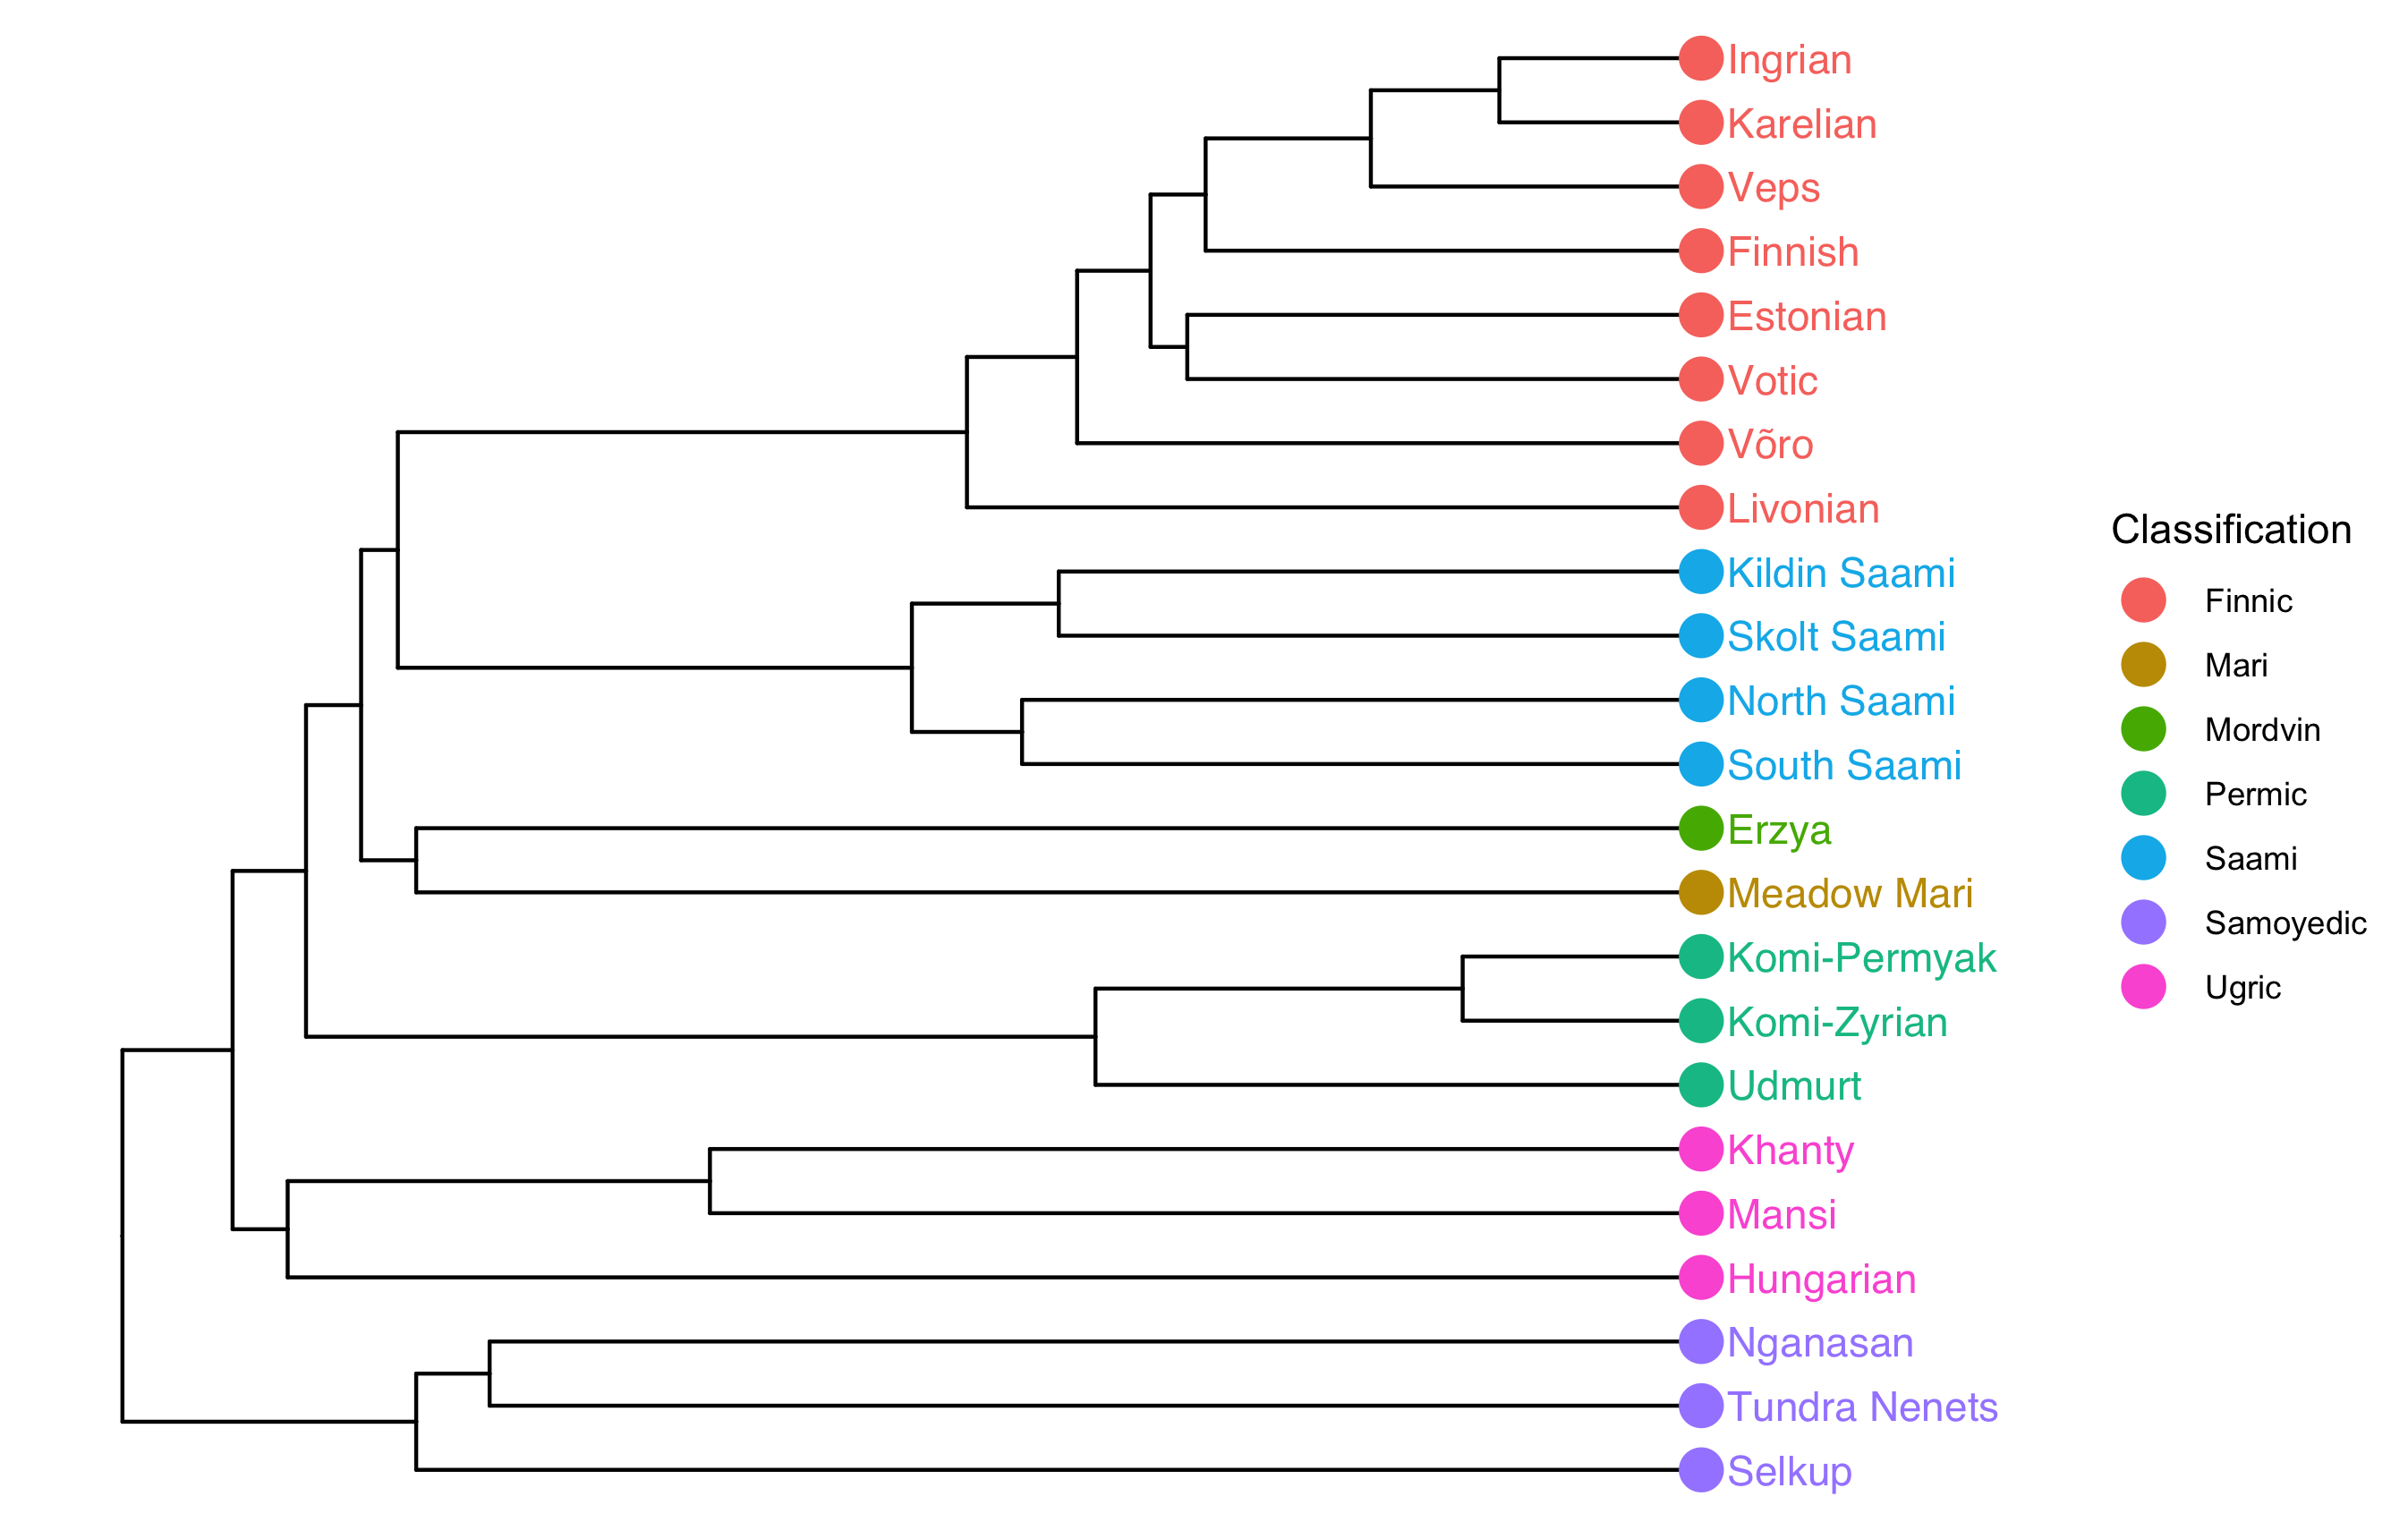 Ingrian
Karelian
Veps
Finnish
Estonian
Votic
Võro
Livonian
Kildin Saami
Skolt Saami
North Saami
South Saami
Erzya
Meadow Mari
Komi-Permyak
Komi-Zyrian
Udmurt
Khanty
Mansi
Hungarian
Nganasan
Tundra Nenets
Selkup
Classification
Finnic
Mari
Mordvin
Permic
Saami
Samoyedic
Ugric